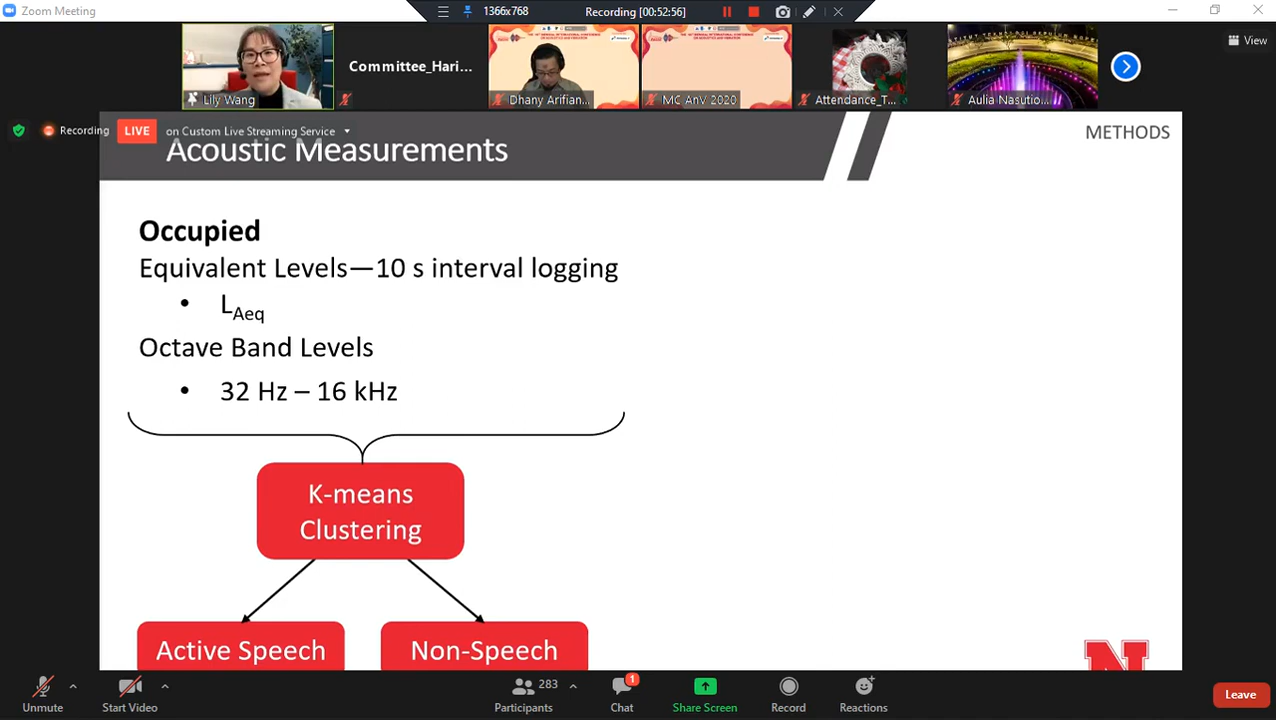 Zoom Meeting
1366x768
Recording [00:52:56]
View
Lily Wang
Committee_Hari...
Dhany Arifian...
MC AnV 2020
Attendance_T...
Aulia Nasutio...
Recording
LIVE
on Custom Live Streaming Service
METHODS
Acoustic Measurements
Occupied
Equivalent Levels—10 s interval logging
• LAeq
Octave Band Levels
• 32 Hz – 16 kHz
K-means
Clustering
Active Speech
Non-Speech
N
Unmute
Start Video
283
Participants
1
Chat
Share Screen
Record
Reactions
Leave